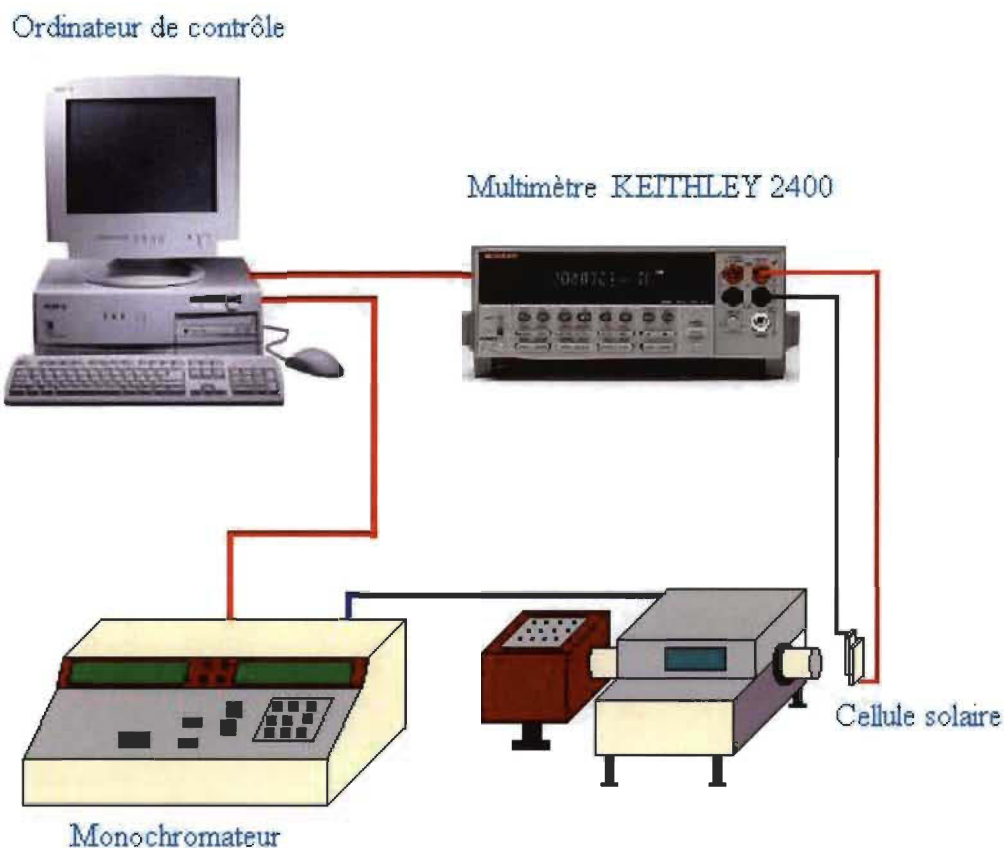 Ordinateur de contrôle
Multimètre KEITHLEY 2400
Cellule solaire
Monochromateur